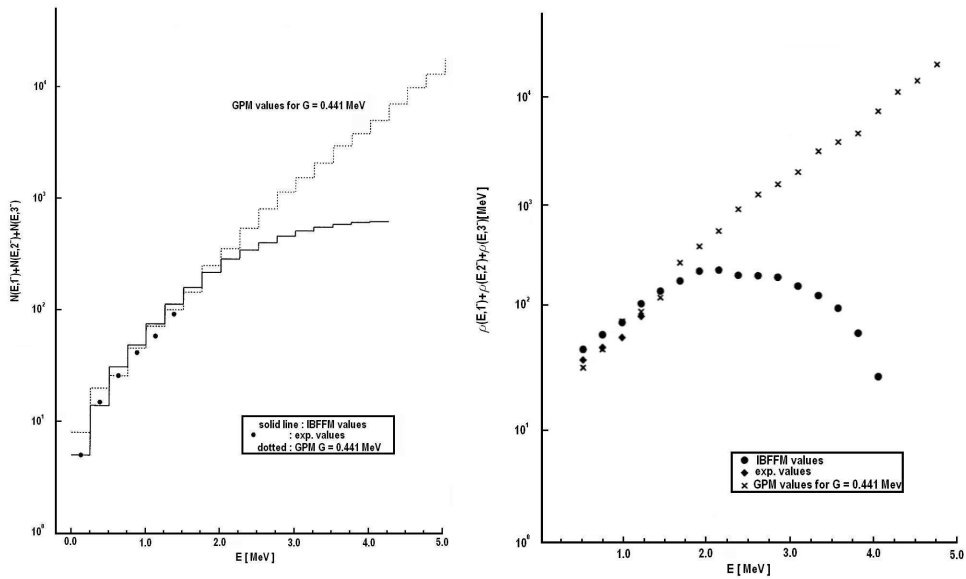 N(E,1⁻)+N(E,2⁻)+N(E,3⁻)
10⁴
10³
10²
10¹
10⁰
GPM values for G = 0.441 MeV
solid line : IBFFM values
● : exp. values
dotted : GPM G = 0.441 MeV
0.0 1.0 2.0 3.0 4.0 5.0
E [ MeV ]
ρ(E,1⁻)+ρ(E,2⁻)+ρ(E,3⁻)[MeV]
10⁴
10³
10²
10¹
10⁰
● IBFFM values
◆ exp. values
× GPM values for G = 0.441 Mev
1.0 2.0 3.0 4.0 5.0
E [ MeV ]